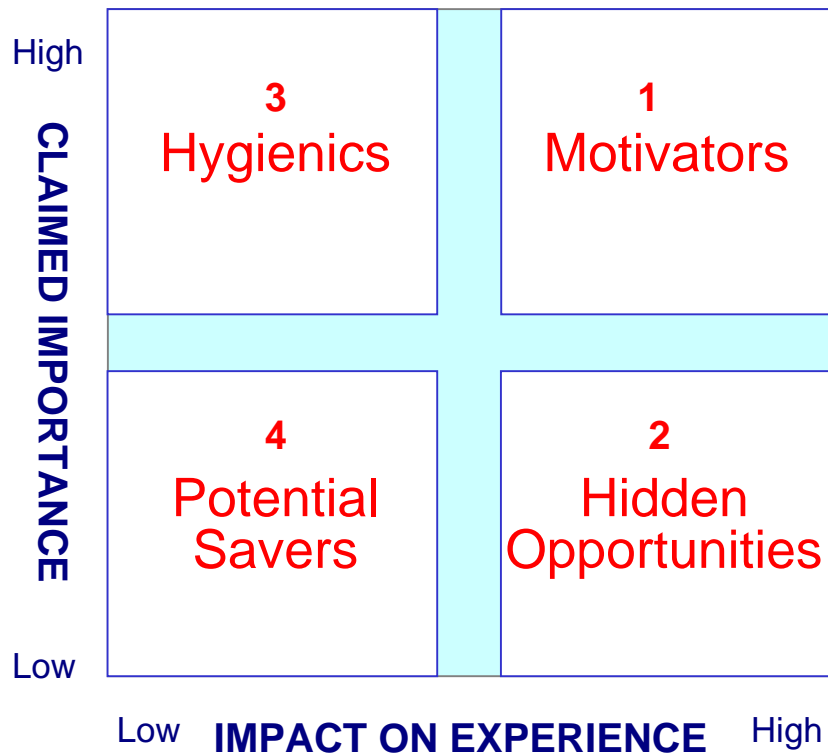 High
3
Hygienics
1
Motivators
CLAIMED IMPORTANCE
4
Potential
Savers
2
Hidden
Opportunities
Low
Low
IMPACT ON EXPERIENCE
High